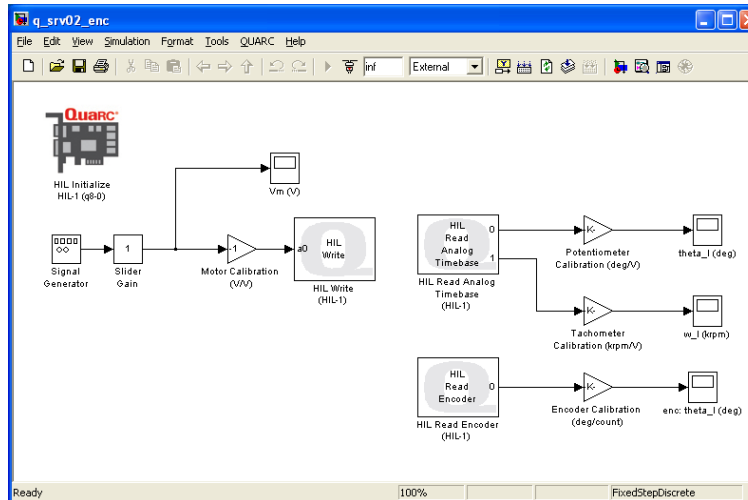 q_srv02_enc
File Edit View Simulation Format Tools QUARC Help
inf External
QUARC
HIL Initialize
HIL-1 (q8-0)
Vm (V)
Signal
Generator
1
Slider
Gain
-1
Motor Calibration
(V/V)
a0
HIL
Write
HIL Write
(HIL-1)
HIL
Read
Analog
Timebase
0
1
HIL Read Analog
Timebase
(HIL-1)
K-
Potentiometer
Calibration (deg/V)
theta_l (deg)
K-
Tachometer
Calibration (krpm/V)
w_l (krpm)
HIL
Read
Encoder
0
HIL Read Encoder
(HIL-1)
K-
Encoder Calibration
(deg/count)
enc: theta_l (deg)
Ready 100% FixedStepDiscrete